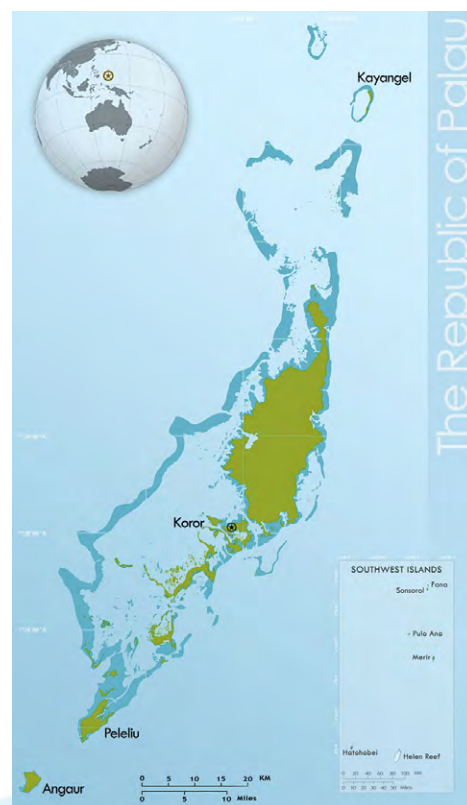 Kayangel
The Republic of Palau
Koror
Peleliu
Angaur
0 5 10 15 20 KM
0 5 10 Miles
SOUTHWEST ISLANDS
Fana
Sonsorol
Pulo Ana
Merir
Hatohobei
Helen Reef